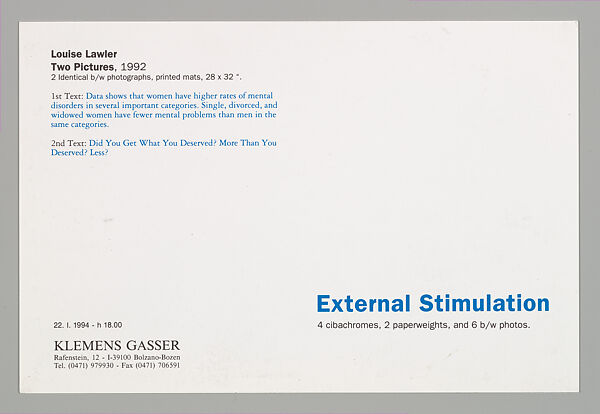 Louise Lawler
Two Pictures, 1992
2 Identical b/w photographs, printed mats, 28 x 32 ".
1st Text: Data shows that women have higher rates of mental
disorders in several important categories. Single, divorced, and
widowed women have fewer mental problems than men in the
same categories.
2nd Text: Did You Get What You Deserved? More Than You
Deserved? Less?
External Stimulation
4 cibachromes, 2 paperweights, and 6 b/w photos.
22. I. 1994 - h 18.00
KLEMENS GASSER
Rafenstein, 12 - I-39100 Bolzano-Bozen
Tel. (0471) 979930 - Fax (0471) 706591